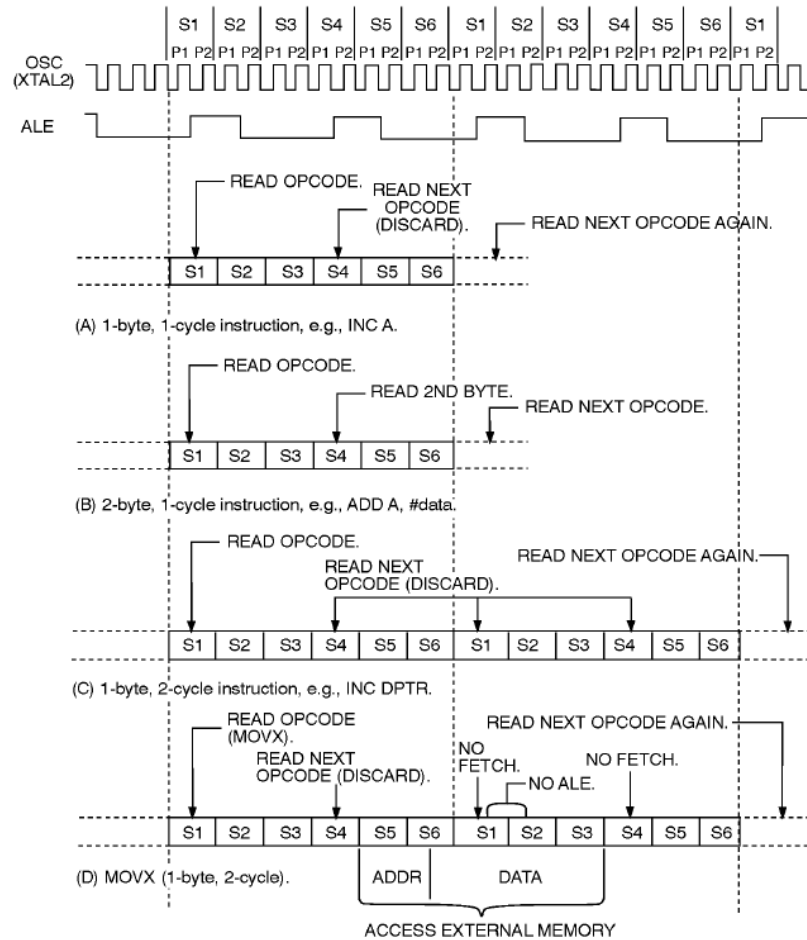 S1 S2 S3 S4 S5 S6 S1 S2 S3 S4 S5 S6 S1
P1 P2 P1 P2 P1 P2 P1 P2 P1 P2 P1 P2 P1 P2 P1 P2 P1 P2 P1 P2 P1 P2 P1 P2 P1 P2
OSC
(XTAL2)
ALE
READ OPCODE.
READ NEXT
OPCODE
(DISCARD).
READ NEXT OPCODE AGAIN.
S1 S2 S3 S4 S5 S6
(A) 1-byte, 1-cycle instruction, e.g., INC A.
READ OPCODE.
READ 2ND BYTE.
READ NEXT OPCODE.
S1 S2 S3 S4 S5 S6
(B) 2-byte, 1-cycle instruction, e.g., ADD A, #data.
READ OPCODE.
READ NEXT
OPCODE (DISCARD).
READ NEXT OPCODE AGAIN.
S1 S2 S3 S4 S5 S6 S1 S2 S3 S4 S5 S6
(C) 1-byte, 2-cycle instruction, e.g., INC DPTR.
READ OPCODE
(MOVX).
READ NEXT
OPCODE (DISCARD).
NO
FETCH.
NO ALE.
NO FETCH.
READ NEXT OPCODE AGAIN.
S1 S2 S3 S4 S5 S6 S1 S2 S3 S4 S5 S6
(D) MOVX (1-byte, 2-cycle).
ADDR
DATA
ACCESS EXTERNAL MEMORY